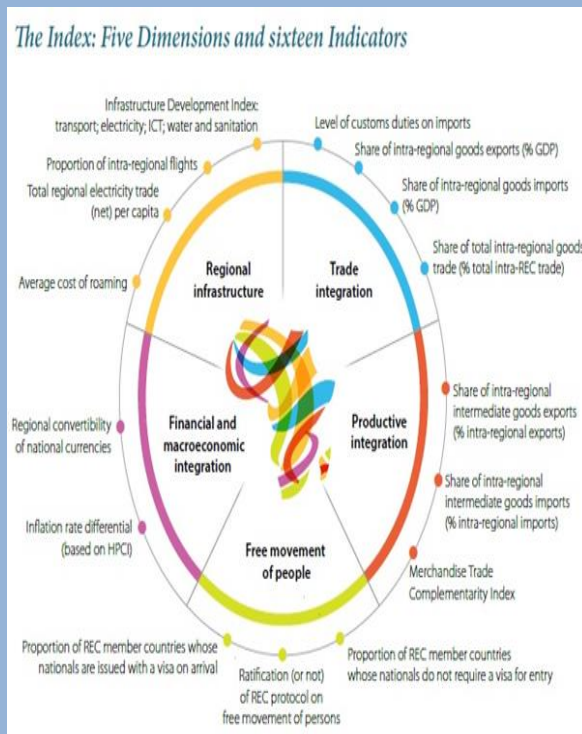 The Index: Five Dimensions and sixteen Indicators
Infrastructure Development Index:
transport; electricity; ICT; water and sanitation
Proportion of intra-regional flights
Total regional electricity trade
(net) per capita
Average cost of roaming
Level of customs duties on imports
Share of intra-regional goods exports (% GDP)
Share of intra-regional goods imports
(% GDP)
Share of total intra-regional goods
trade (% total intra-REC trade)
Regional
infrastructure
Trade
integration
Financial and
macroeconomic
integration
Productive
integration
Free movement
of people
Regional convertibility
of national currencies
Inflation rate differential
(based on HPCI)
Share of intra-regional
intermediate goods exports
(% intra-regional exports)
Share of intra-regional
intermediate goods imports
(% intra-regional imports)
Merchandise Trade
Complementarity Index
Proportion of REC member countries whose
nationals are issued with a visa on arrival
Ratification (or not)
of REC protocol on
free movement of persons
Proportion of REC member countries
whose nationals do not require a visa for entry